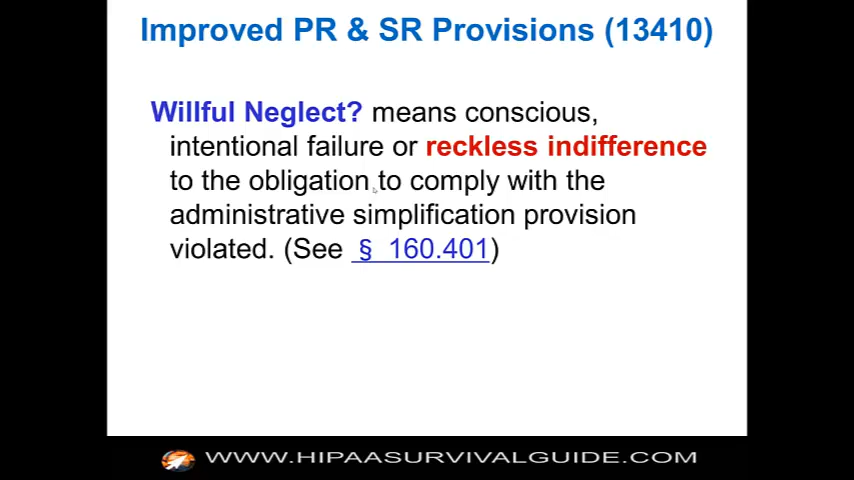 Improved PR & SR Provisions (13410)
Willful Neglect? means conscious,
intentional failure or reckless indifference
to the obligation to comply with the
administrative simplification provision
violated. (See § 160.401)
WWW.HIPAASURVIVALGUIDE.COM